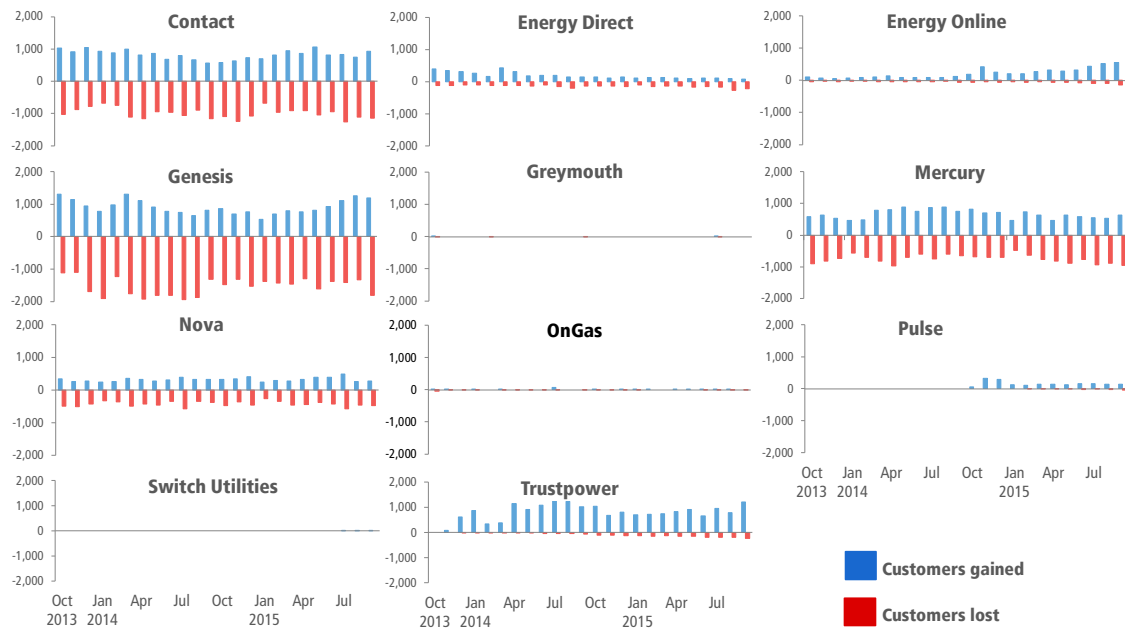 Contact
2,000
1,000
0
-1,000
-2,000
Energy Direct
2,000
1,000
0
-1,000
-2,000
Energy Online
2,000
1,000
0
-1,000
-2,000
Genesis
2,000
1,000
0
-1,000
-2,000
Greymouth
2,000
1,000
0
-1,000
-2,000
Mercury
2,000
1,000
0
-1,000
-2,000
Nova
2,000
1,000
0
-1,000
-2,000
OnGas
2,000
1,000
0
-1,000
-2,000
Pulse
2,000
1,000
0
-1,000
-2,000
Oct Jan Apr Jul Oct Jan Apr Jul
2013 2014 2015
Switch Utilities
2,000
1,000
0
-1,000
-2,000
Oct Jan Apr Jul Oct Jan Apr Jul
2013 2014 2015
Trustpower
2,000
1,000
0
-1,000
-2,000
Oct Jan Apr Jul Oct Jan Apr Jul
2013 2014 2015
Customers gained
Customers lost